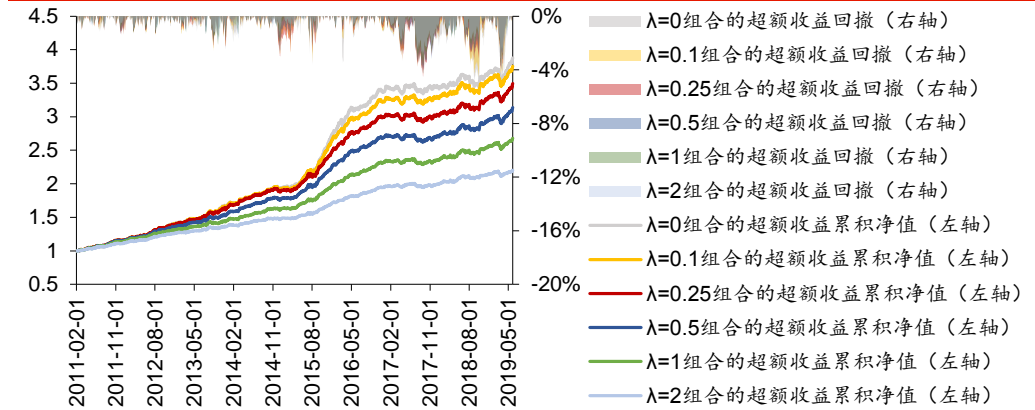 4.5
4
3.5
3
2.5
2
1.5
1
0.5
0%
-4%
-8%
-12%
-16%
-20%
2011-02-01
2011-11-01
2012-08-01
2013-05-01
2014-02-01
2014-11-01
2015-08-01
2016-05-01
2017-02-01
2017-11-01
2018-08-01
2019-05-01
λ=0组合的超额收益回撤（右轴）
λ=0.1组合的超额收益回撤（右轴）
λ=0.25组合的超额收益回撤（右轴）
λ=0.5组合的超额收益回撤（右轴）
λ=1组合的超额收益回撤（右轴）
λ=2组合的超额收益回撤（右轴）
λ=0组合的超额收益累积净值（左轴）
λ=0.1组合的超额收益累积净值（左轴）
λ=0.25组合的超额收益累积净值（左轴）
λ=0.5组合的超额收益累积净值（左轴）
λ=1组合的超额收益累积净值（左轴）
λ=2组合的超额收益累积净值（左轴）